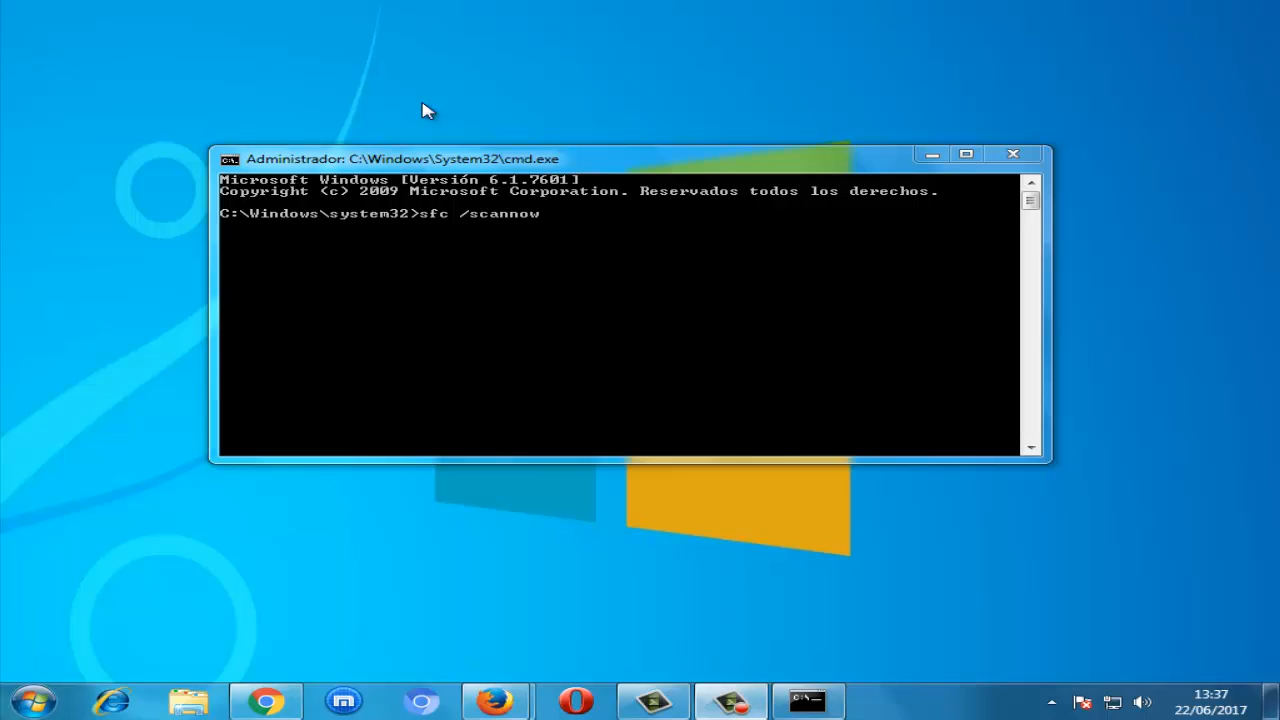 Administrador: C:\Windows\System32\cmd.exe
Microsoft Windows [Versión 6.1.7601]
Copyright (c) 2009 Microsoft Corporation. Reservados todos los derechos.
C:\Windows\system32>sfc /scannow
13:37
22/06/2017